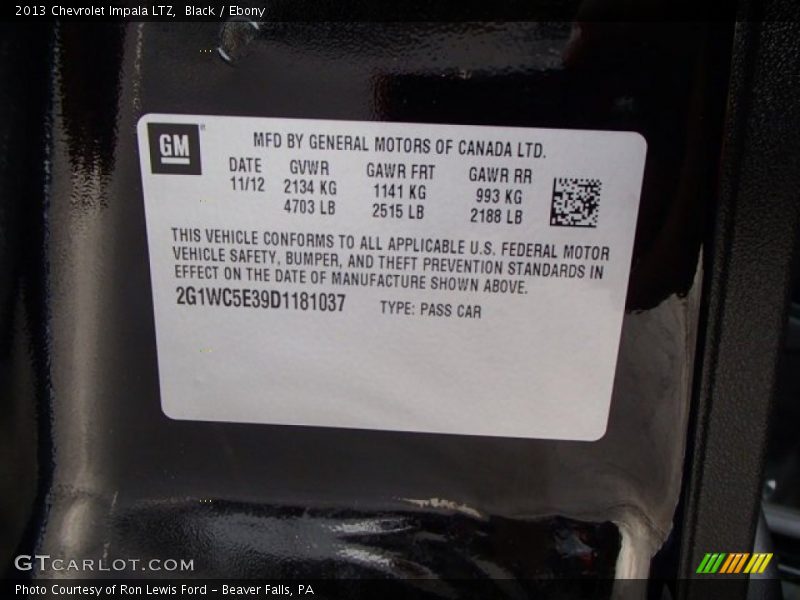 2013 Chevrolet Impala LTZ, Black / Ebony
GM
MFD BY GENERAL MOTORS OF CANADA LTD.
DATE GVWR GAWR FRT GAWR RR
11/12 2134 KG 1141 KG 993 KG
4703 LB 2515 LB 2188 LB
THIS VEHICLE CONFORMS TO ALL APPLICABLE U.S. FEDERAL MOTOR
VEHICLE SAFETY, BUMPER, AND THEFT PREVENTION STANDARDS IN
EFFECT ON THE DATE OF MANUFACTURE SHOWN ABOVE.
2G1WC5E39D1181037 TYPE: PASS CAR
GTCARLOT.COM
Photo Courtesy of Ron Lewis Ford - Beaver Falls, PA